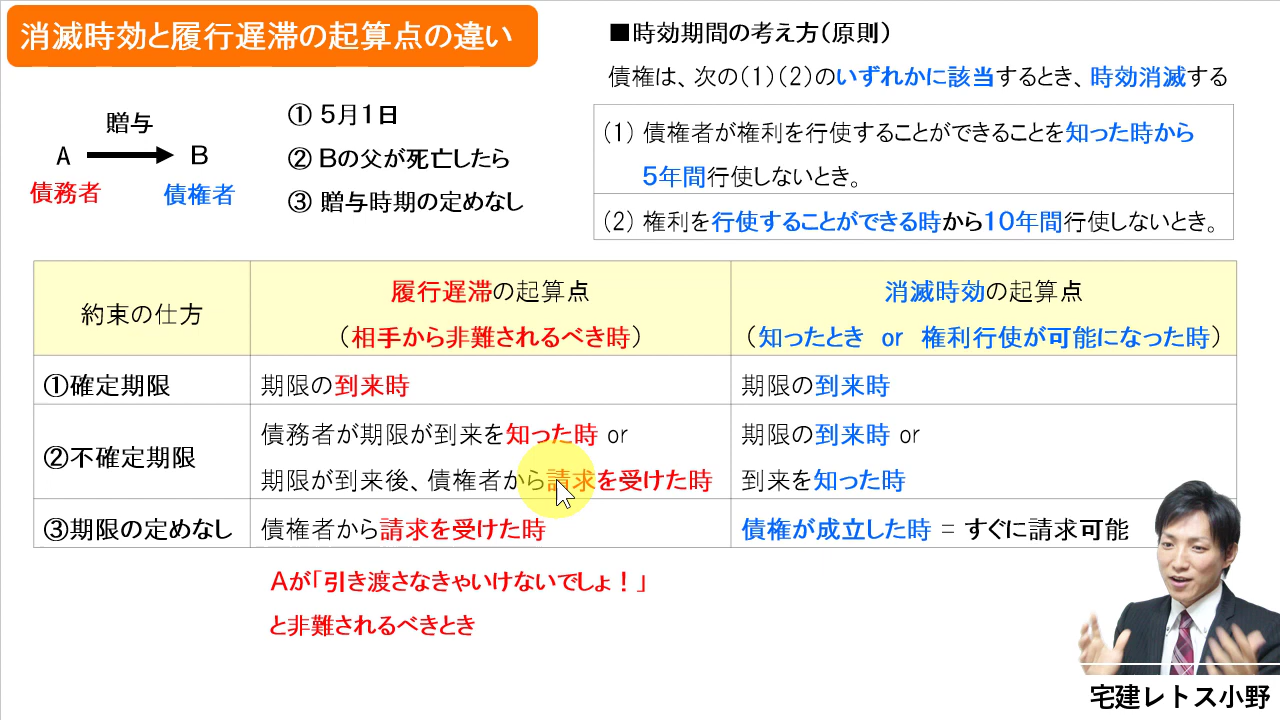 消滅時効と履行遅滞の起算点の違い
贈与
A B
債務者 債権者
① 5月1日
② Bの父が死亡したら
③ 贈与時期の定めなし
■時効期間の考え方(原則)
債権は、次の(1)(2)のいずれかに該当するとき、時効消滅する
(1) 債権者が権利を行使することができることを知った時から
5年間行使しないとき。
(2) 権利を行使することができる時から10年間行使しないとき。
約束の仕方
履行遅滞の起算点
(相手から非難されるべき時)
消滅時効の起算点
(知ったとき or 権利行使が可能になった時)
①確定期限
期限の到来時
期限の到来時
②不確定期限
債務者が期限が到来を知った時 or
期限が到来後、債権者から請求を受けた時
期限の到来時 or
到来を知った時
③期限の定めなし
債権者から請求を受けた時
債権が成立した時 = すぐに請求可能
Aが「引き渡さなきゃいけないでしょ!」
と非難されるべきとき
宅建レトス小野